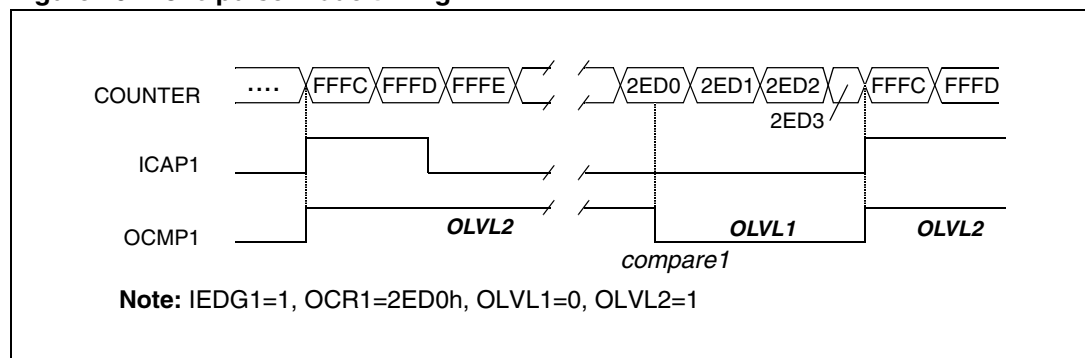 .... FFFC FFFD FFFE 2ED0 2ED1 2ED2 FFFC FFFD
COUNTER
2ED3
ICAP1
OLVL2 OLVL1 OLVL2
OCMP1
compare1
Note: IEDG1=1, OCR1=2ED0h, OLVL1=0, OLVL2=1